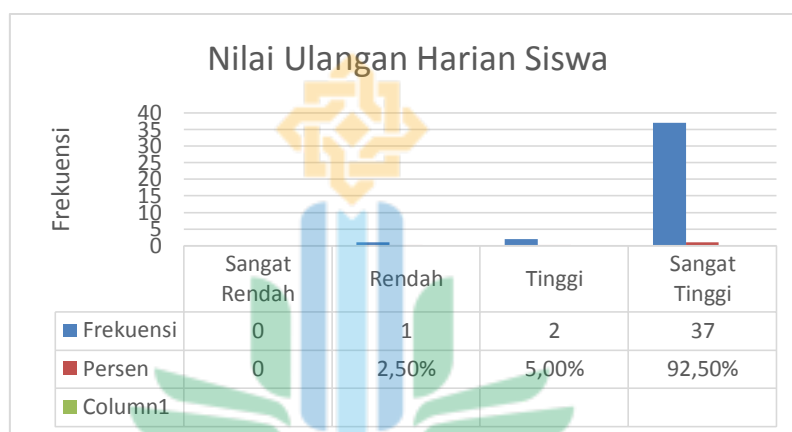 Nilai Ulangan Harian Siswa
Frekuensi
40
35
30
25
20
15
10
5
0
Sangat Rendah Rendah Tinggi Sangat Tinggi
Frekuensi 0 1 2 37
Persen 0 2,50% 5,00% 92,50%
Column1